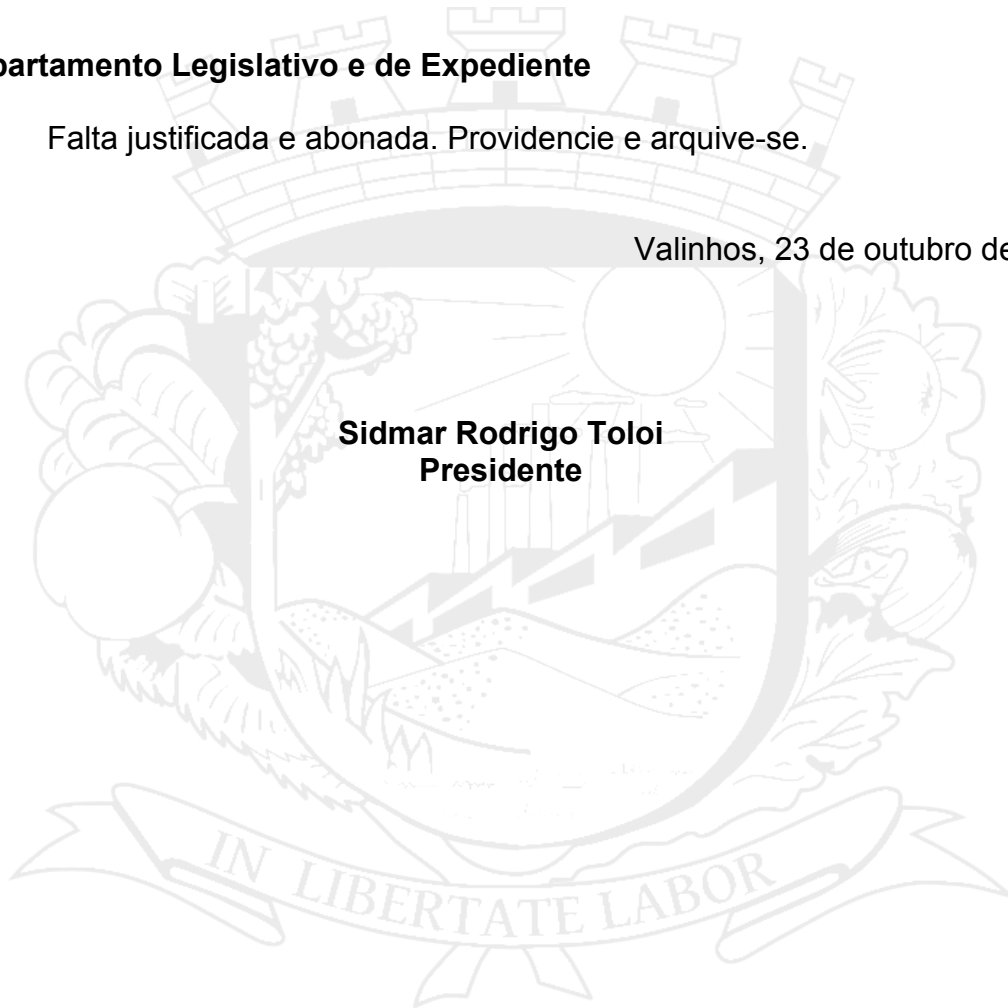 partamento Legislativo e de Expediente
Falta justificada e abonada. Providencie e arquive-se.
Valinhos, 23 de outubro de
Sidmar Rodrigo Toloi
Presidente
IN LIBERTATE LABOR